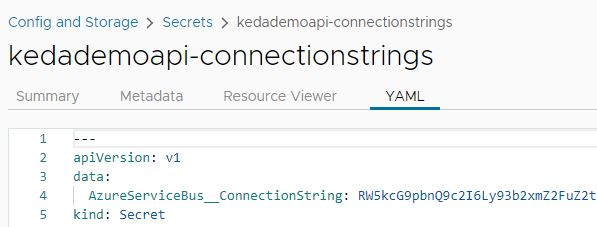 Config and Storage > Secrets > kedademoapi-connectionstrings
kedademoapi-connectionstrings
Summary Metadata Resource Viewer YAML
1 ---
2 apiVersion: v1
3 data:
4 AzureServiceBus__ConnectionString: RW5kcG9pbnQ9c2I6Ly93b2xmZ2FuZ2t
5 kind: Secret